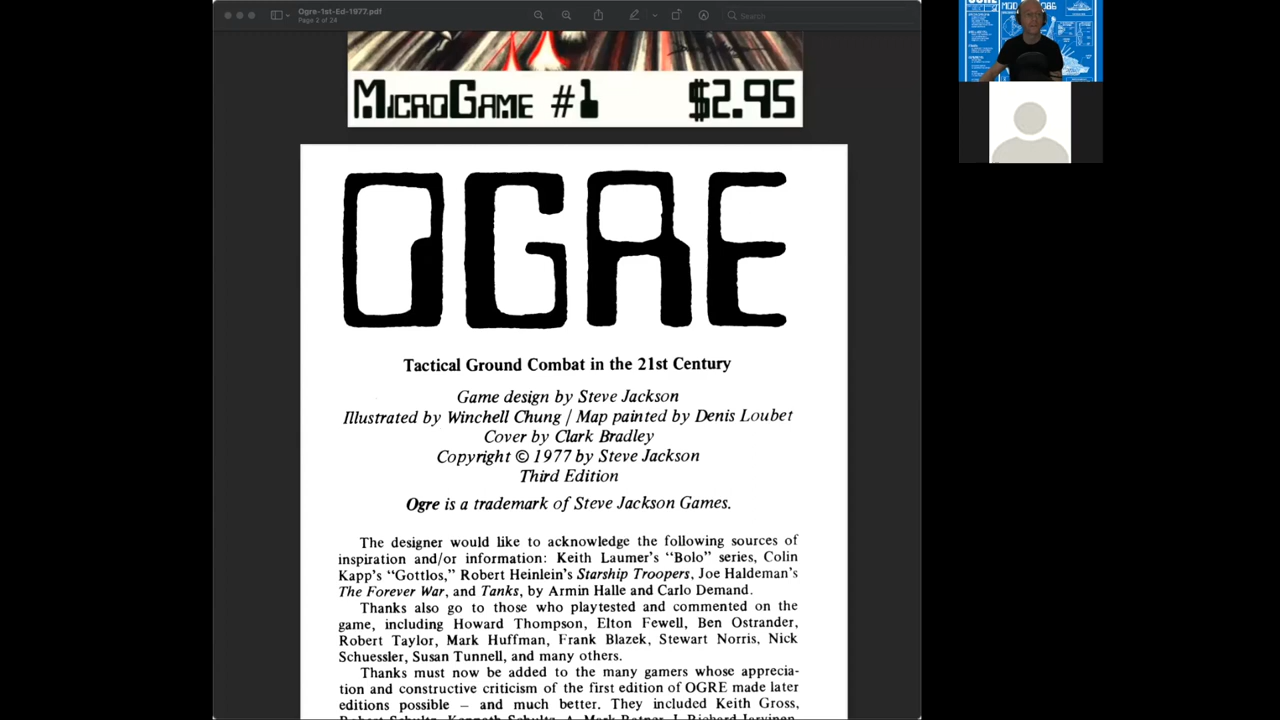 Ogre-1st-Ed-1977.pdf
Page 2 of 24
Search
MICROGAME #1 $2.95
OGRE
Tactical Ground Combat in the 21st Century
Game design by Steve Jackson
Illustrated by Winchell Chung / Map painted by Denis Loubet
Cover by Clark Bradley
Copyright © 1977 by Steve Jackson
Third Edition
Ogre is a trademark of Steve Jackson Games.
The designer would like to acknowledge the following sources of
inspiration and/or information: Keith Laumer's "Bolo" series, Colin
Kapp's "Gottlos," Robert Heinlein's Starship Troopers, Joe Haldeman's
The Forever War, and Tanks, by Armin Halle and Carlo Demand.
Thanks also go to those who playtested and commented on the
game, including Howard Thompson, Elton Fewell, Ben Ostrander,
Robert Taylor, Mark Huffman, Frank Blazek, Stewart Norris, Nick
Schuessler, Susan Tunnell, and many others.
Thanks must now be added to the many gamers whose apprecia-
tion and constructive criticism of the first edition of OGRE made later
editions possible — and much better. They included Keith Gross,